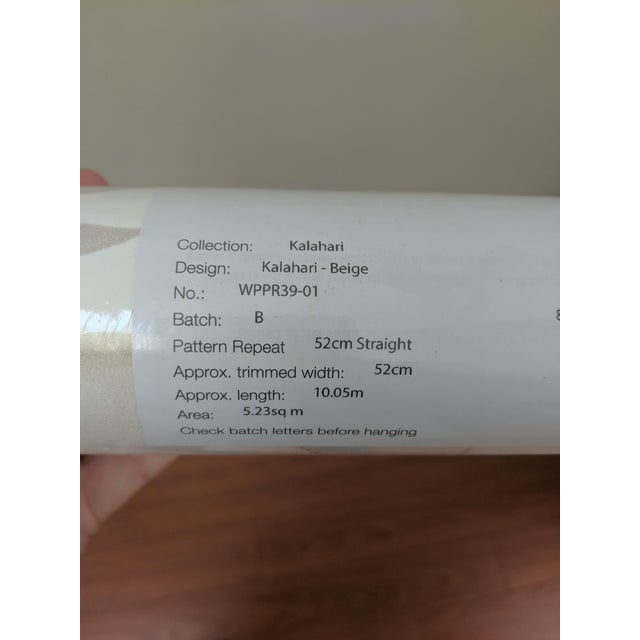 Collection: Kalahari
Design: Kalahari - Beige
No.: WPPR39-01
Batch: B
Pattern Repeat 52cm Straight
Approx. trimmed width: 52cm
Approx. length: 10.05m
Area: 5.23sq m
Check batch letters before hanging